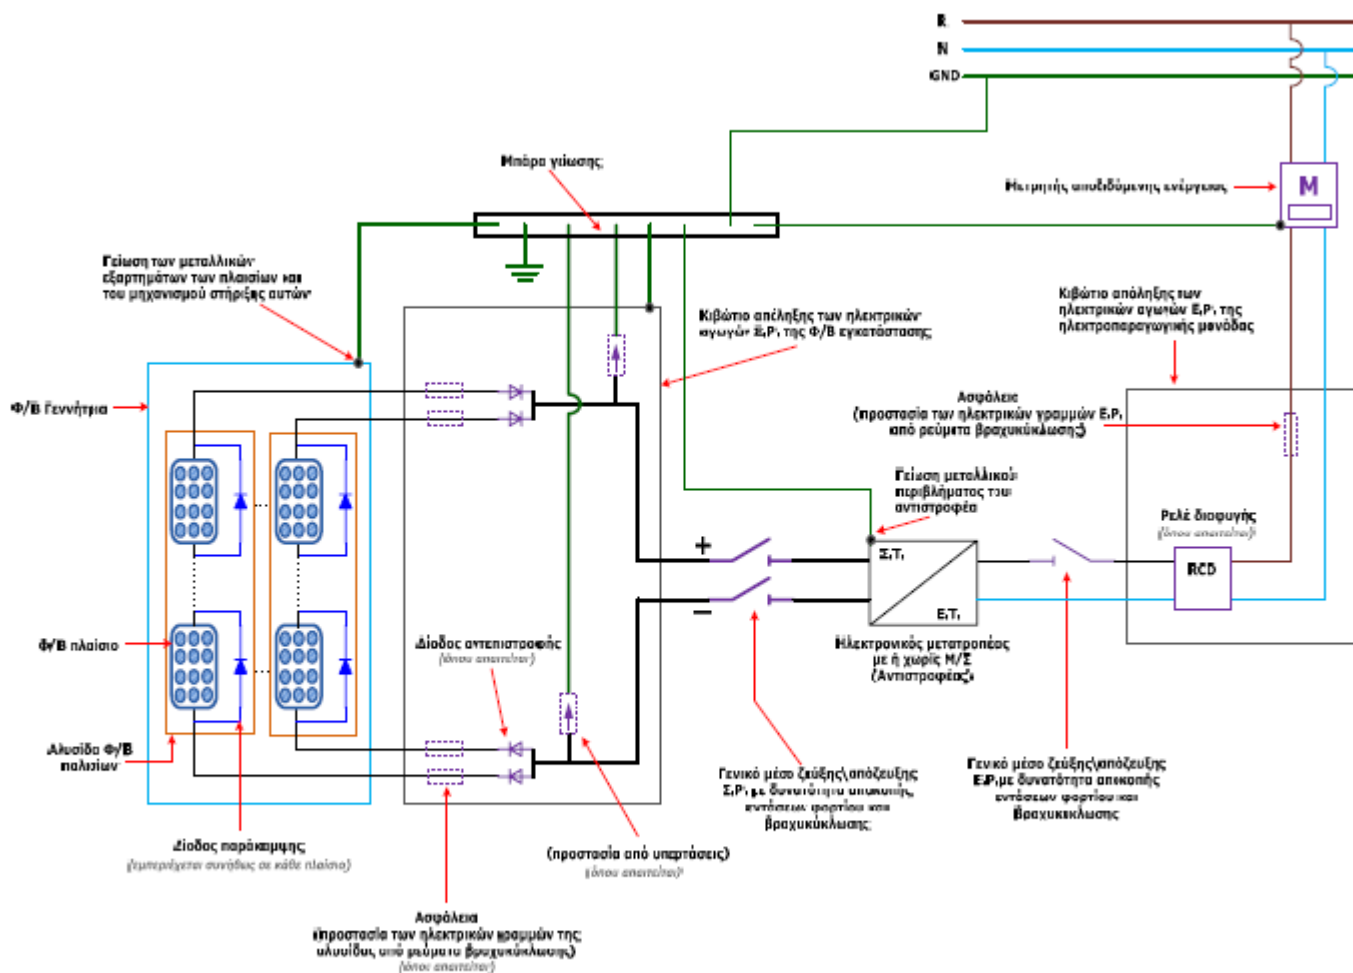 R
N
GND
Μπάρα γείωσης
Μετρητής αποδιδόμενης ενέργειας
M
Γείωση των μεταλλικών
εξαρτημάτων των πλαισίων και
του μηχανισμού στήριξης αυτών
Κιβώτιο απόληξης των ηλεκτρικών
αγωγών Σ.Ρ. της Φ/Β εγκατάστασης
Κιβώτιο απόληξης των
ηλεκτρικών αγωγών Ε.Ρ. της
ηλεκτροπαραγωγικής μονάδας
Φ/Β Γεννήτρια
Ασφάλεια
(προστασία των ηλεκτρικών γραμμών Ε.Ρ.
από ρεύματα βραχυκύκλωσης)
Γείωση μεταλλικού
περιβλήματος του
αντιστροφέα
Ρελέ διαφυγής
(όπου απαιτείται)
+
Σ.Τ.
RCD
−
Ε.Τ.
Φ/Β πλαίσιο
Δίοδος αντεπιστροφής
(όπου απαιτείται)
Ηλεκτρονικός μετατροπέας
με ή χωρίς Μ/Σ
(Αντιστροφέας)
Αλυσίδα Φ/Β
παλισίων
Γενικό μέσο ζεύξης\απόζευξης
Σ.Ρ. με δυνατότητα αποκοπής
εντάσεων φορτίου και
βραχυκύκλωσης
Γενικό μέσο ζεύξης\απόζευξης
Ε.Ρ. με δυνατότητα αποκοπής
εντάσεων φορτίου και
βραχυκύκλωσης
Δίοδος παράκαμψης
(εμπεριέχεται συνήθως σε κάθε πλαίσιο)
(προστασία από υπερτάσεις)
(όπου απαιτείται)
Ασφάλεια
(προστασία των ηλεκτρικών γραμμών της
αλυσίδας από ρεύματα βραχυκύκλωσης)
(όπου απαιτείται)